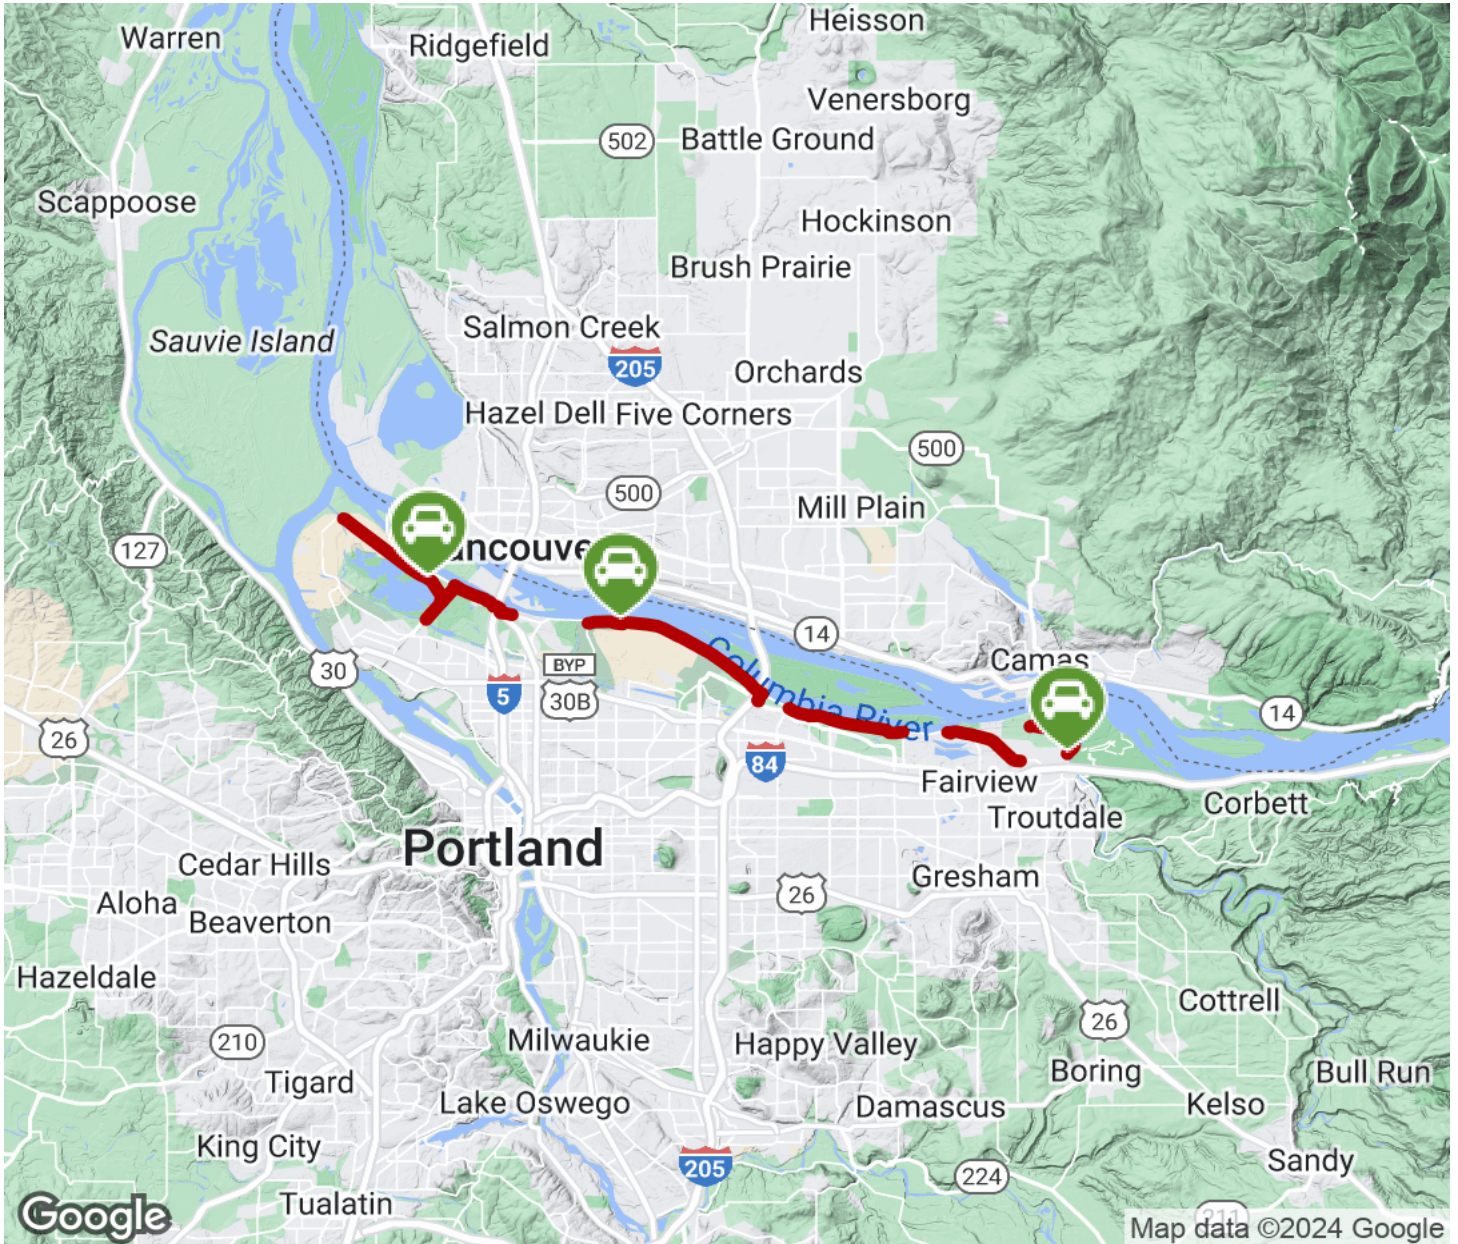 Heisson
Warren
Ridgefield
Venersborg
502
Battle Ground
Scappoose
Hockinson
Brush Prairie
Salmon Creek
Sauvie Island
205
Orchards
Hazel Dell
Five Corners
500
500
Mill Plain
127
ancouve
14
Columbia River
30
BYP
30B
5
Camas
14
26
84
Fairview
Corbett
Troutdale
Portland
Cedar Hills
Gresham
26
Aloha
Beaverton
Hazeldale
Cottrell
26
210
Milwaukie
Happy Valley
Tigard
Boring
Bull Run
Lake Oswego
Damascus
Kelso
King City
205
Sandy
224
Tualatin
211
Google
Map data ©2024 Google